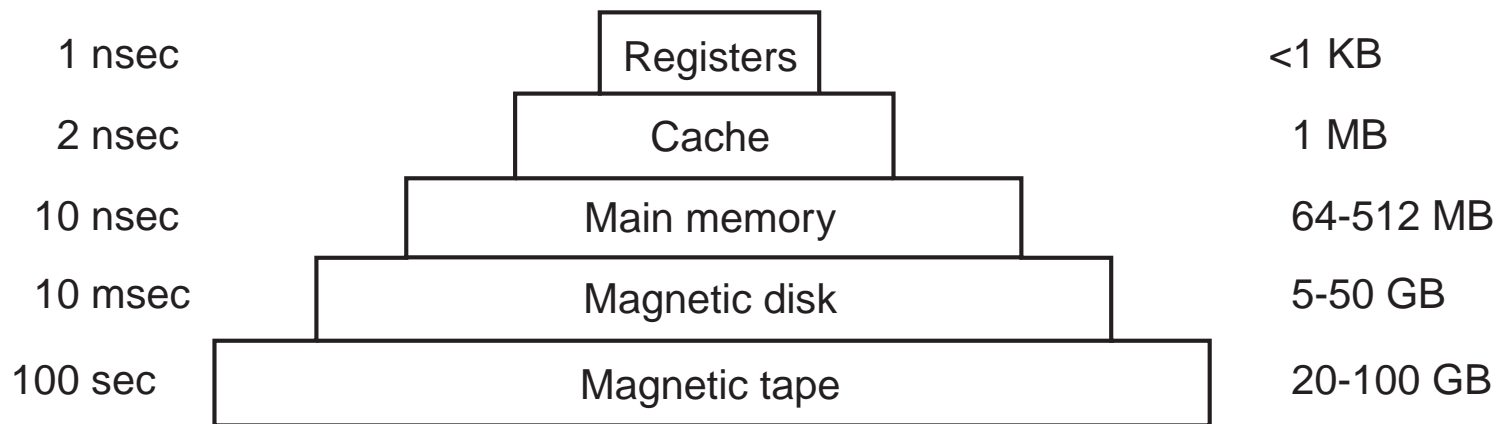 1 nsec Registers <1 KB
2 nsec Cache 1 MB
10 nsec Main memory 64-512 MB
10 msec Magnetic disk 5-50 GB
100 sec Magnetic tape 20-100 GB